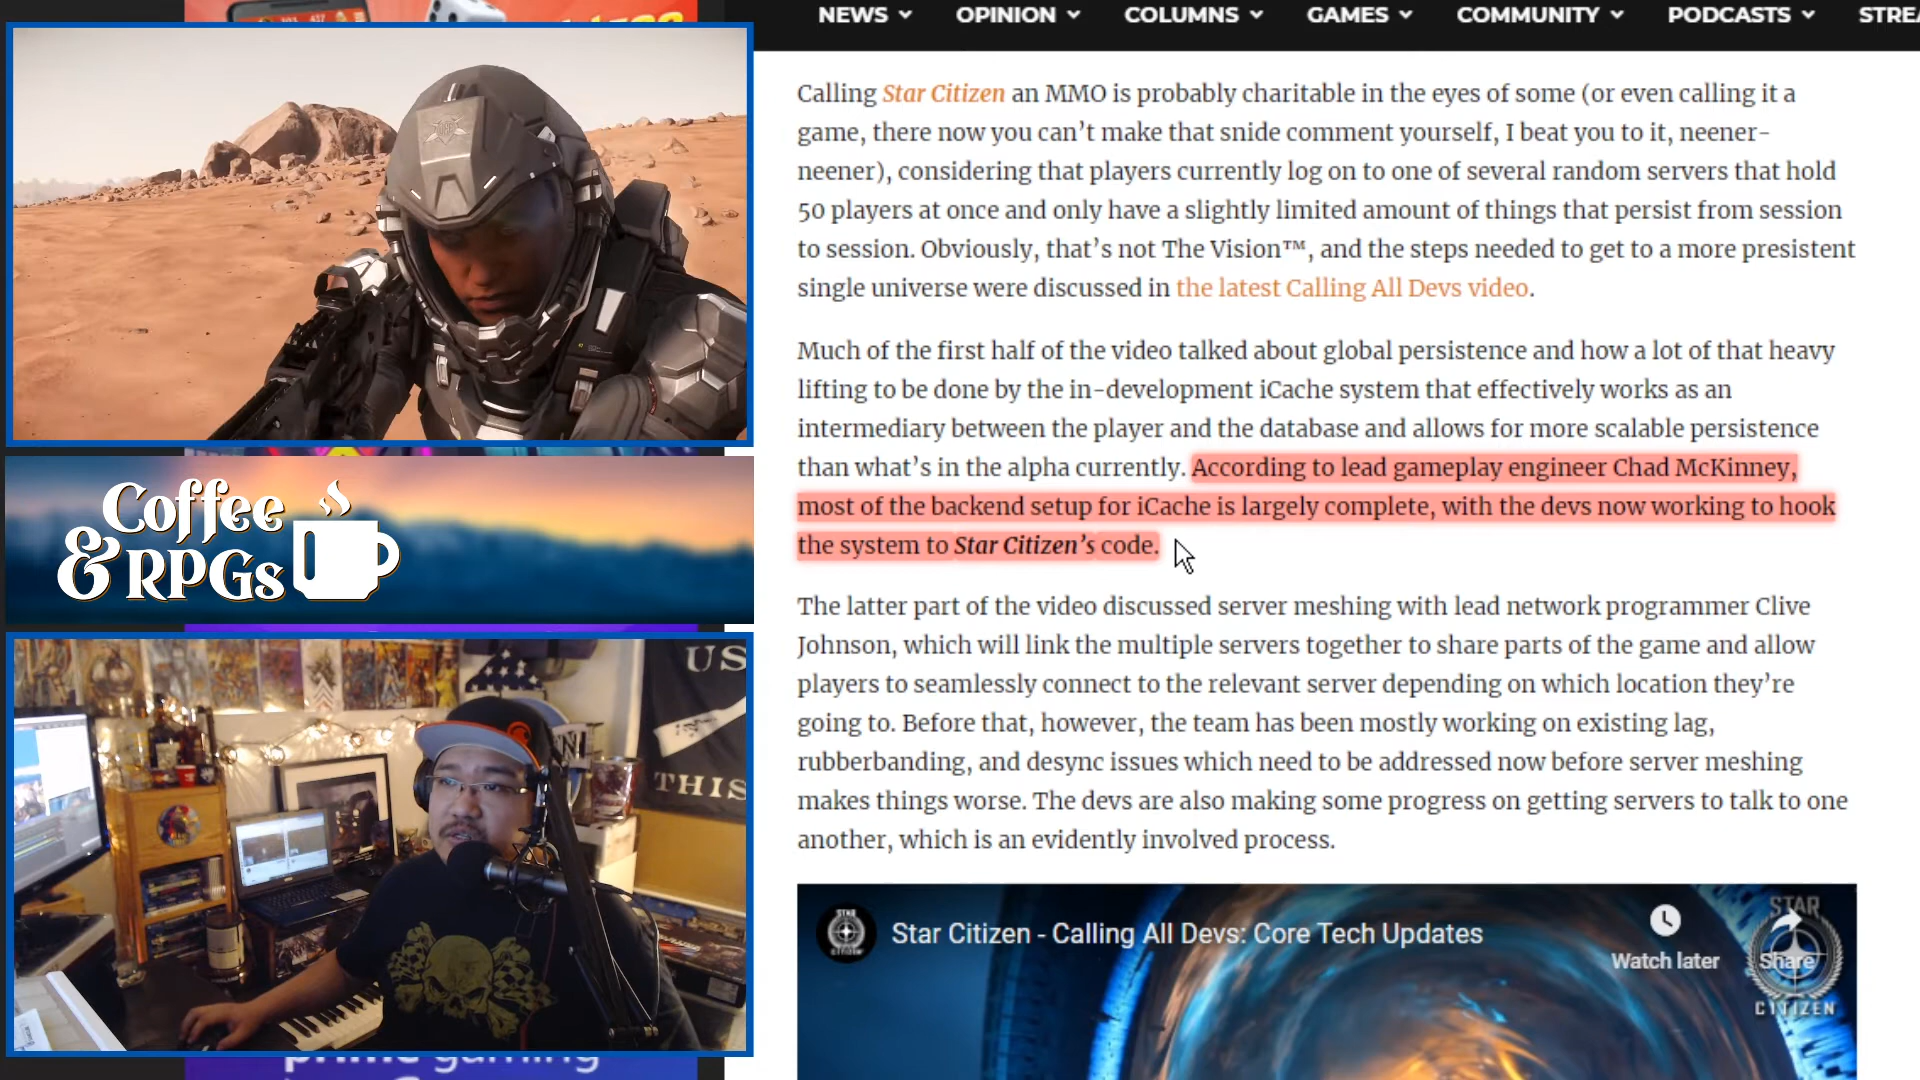 NEWS OPINION COLUMNS GAMES COMMUNITY PODCASTS STREA
Calling Star Citizen an MMO is probably charitable in the eyes of some (or even calling it a
game, there now you can't make that snide comment yourself, I beat you to it, neener-
neener), considering that players currently log on to one of several random servers that hold
50 players at once and only have a slightly limited amount of things that persist from session
to session. Obviously, that's not The Vision™, and the steps needed to get to a more presistent
single universe were discussed in the latest Calling All Devs video.
Much of the first half of the video talked about global persistence and how a lot of that heavy
lifting to be done by the in-development iCache system that effectively works as an
intermediary between the player and the database and allows for more scalable persistence
than what's in the alpha currently. According to lead gameplay engineer Chad McKinney,
most of the backend setup for iCache is largely complete, with the devs now working to hook
the system to Star Citizen's code.
The latter part of the video discussed server meshing with lead network programmer Clive
Johnson, which will link the multiple servers together to share parts of the game and allow
players to seamlessly connect to the relevant server depending on which location they're
going to. Before that, however, the team has been mostly working on existing lag,
rubberbanding, and desync issues which need to be addressed now before server meshing
makes things worse. The devs are also making some progress on getting servers to talk to one
another, which is an evidently involved process.
Star Citizen - Calling All Devs: Core Tech Updates
Watch later
Share
STAR
CITIZEN
Coffee
& RPGs
US
THIS
prime gaming